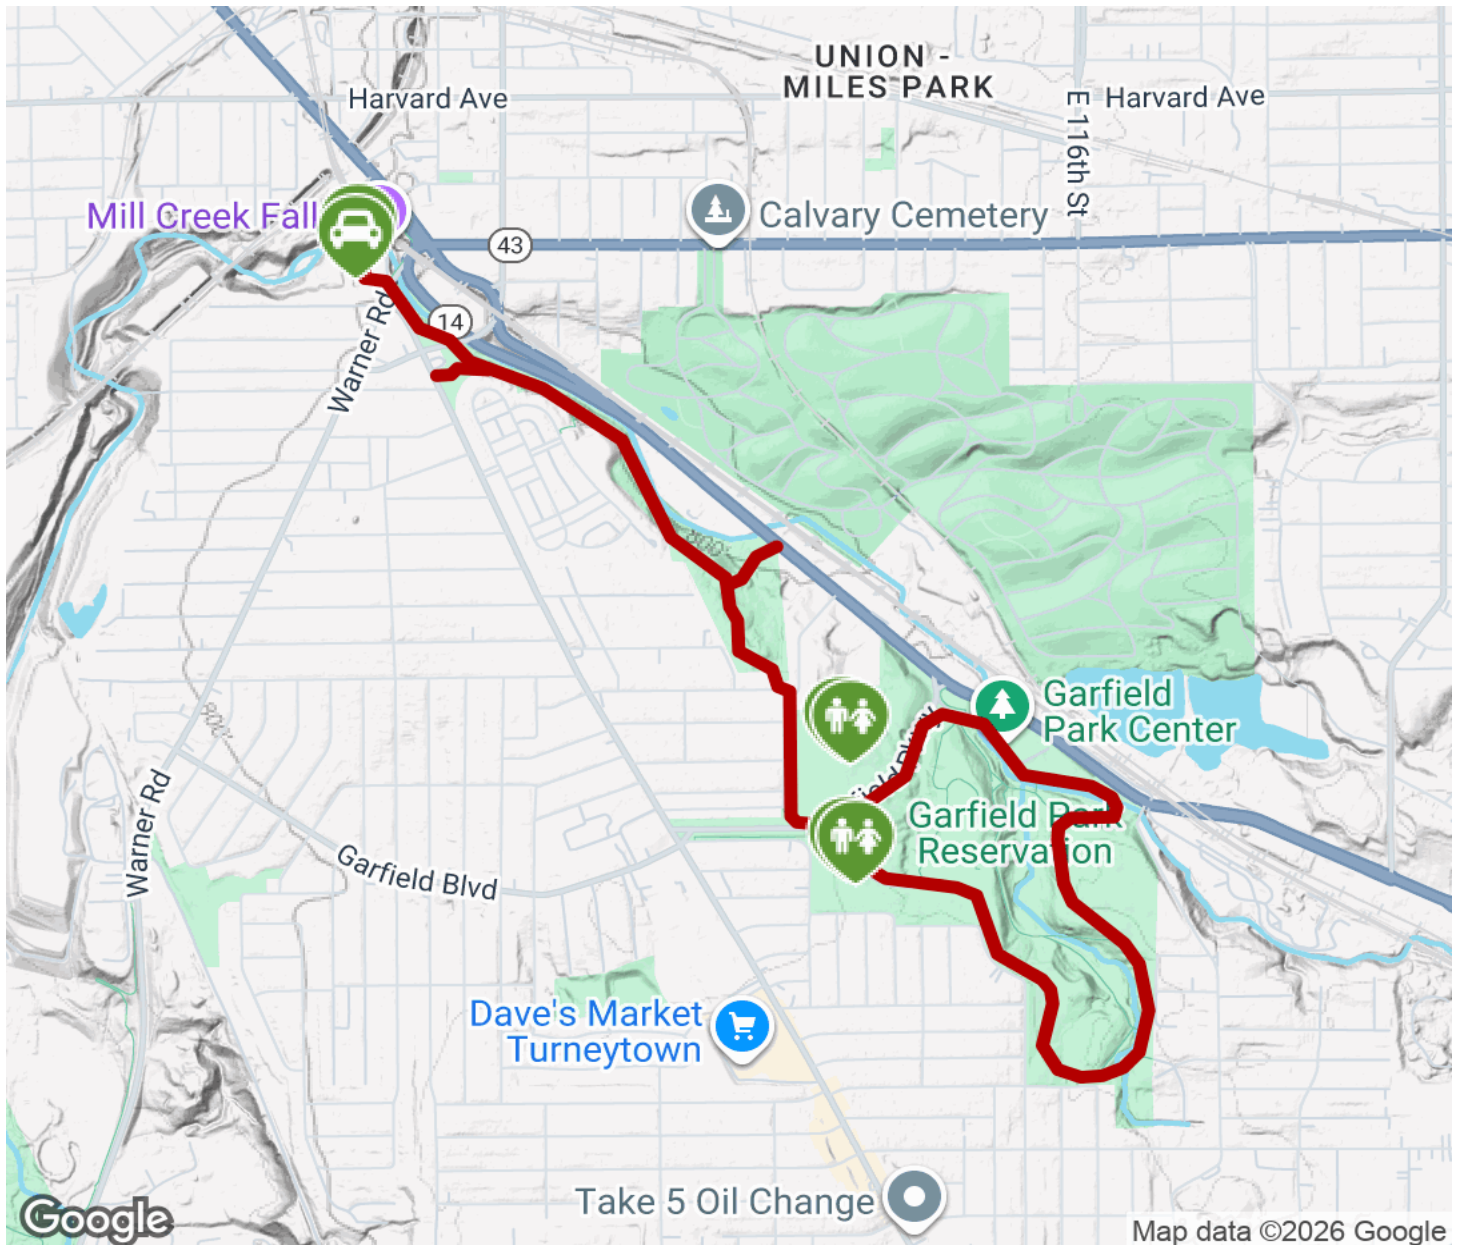 UNION -
MILES PARK
Harvard Ave
Harvard Ave
E 116th St
Mill Creek Fall
Calvary Cemetery
43
14
Warner Rd
Garfield
Park Center
Garfield Park
Reservation
Warner Rd
Garfield Blvd
Dave's Market
Turneytown
Take 5 Oil Change
Google
Map data ©2026 Google